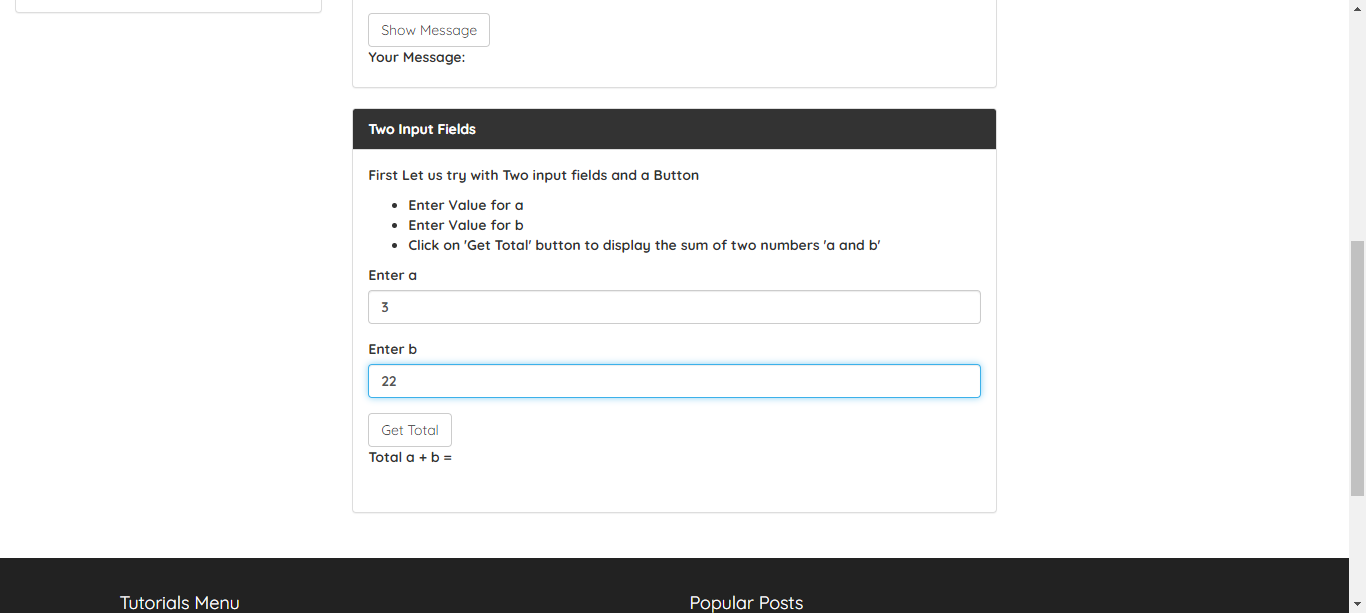 Show Message
Your Message:
Two Input Fields
First Let us try with Two input fields and a Button
Enter Value for a
Enter Value for b
Click on 'Get Total' button to display the sum of two numbers 'a and b'
Enter a
3
Enter b
22
Get Total
Total a + b =
Tutorials Menu
Popular Posts